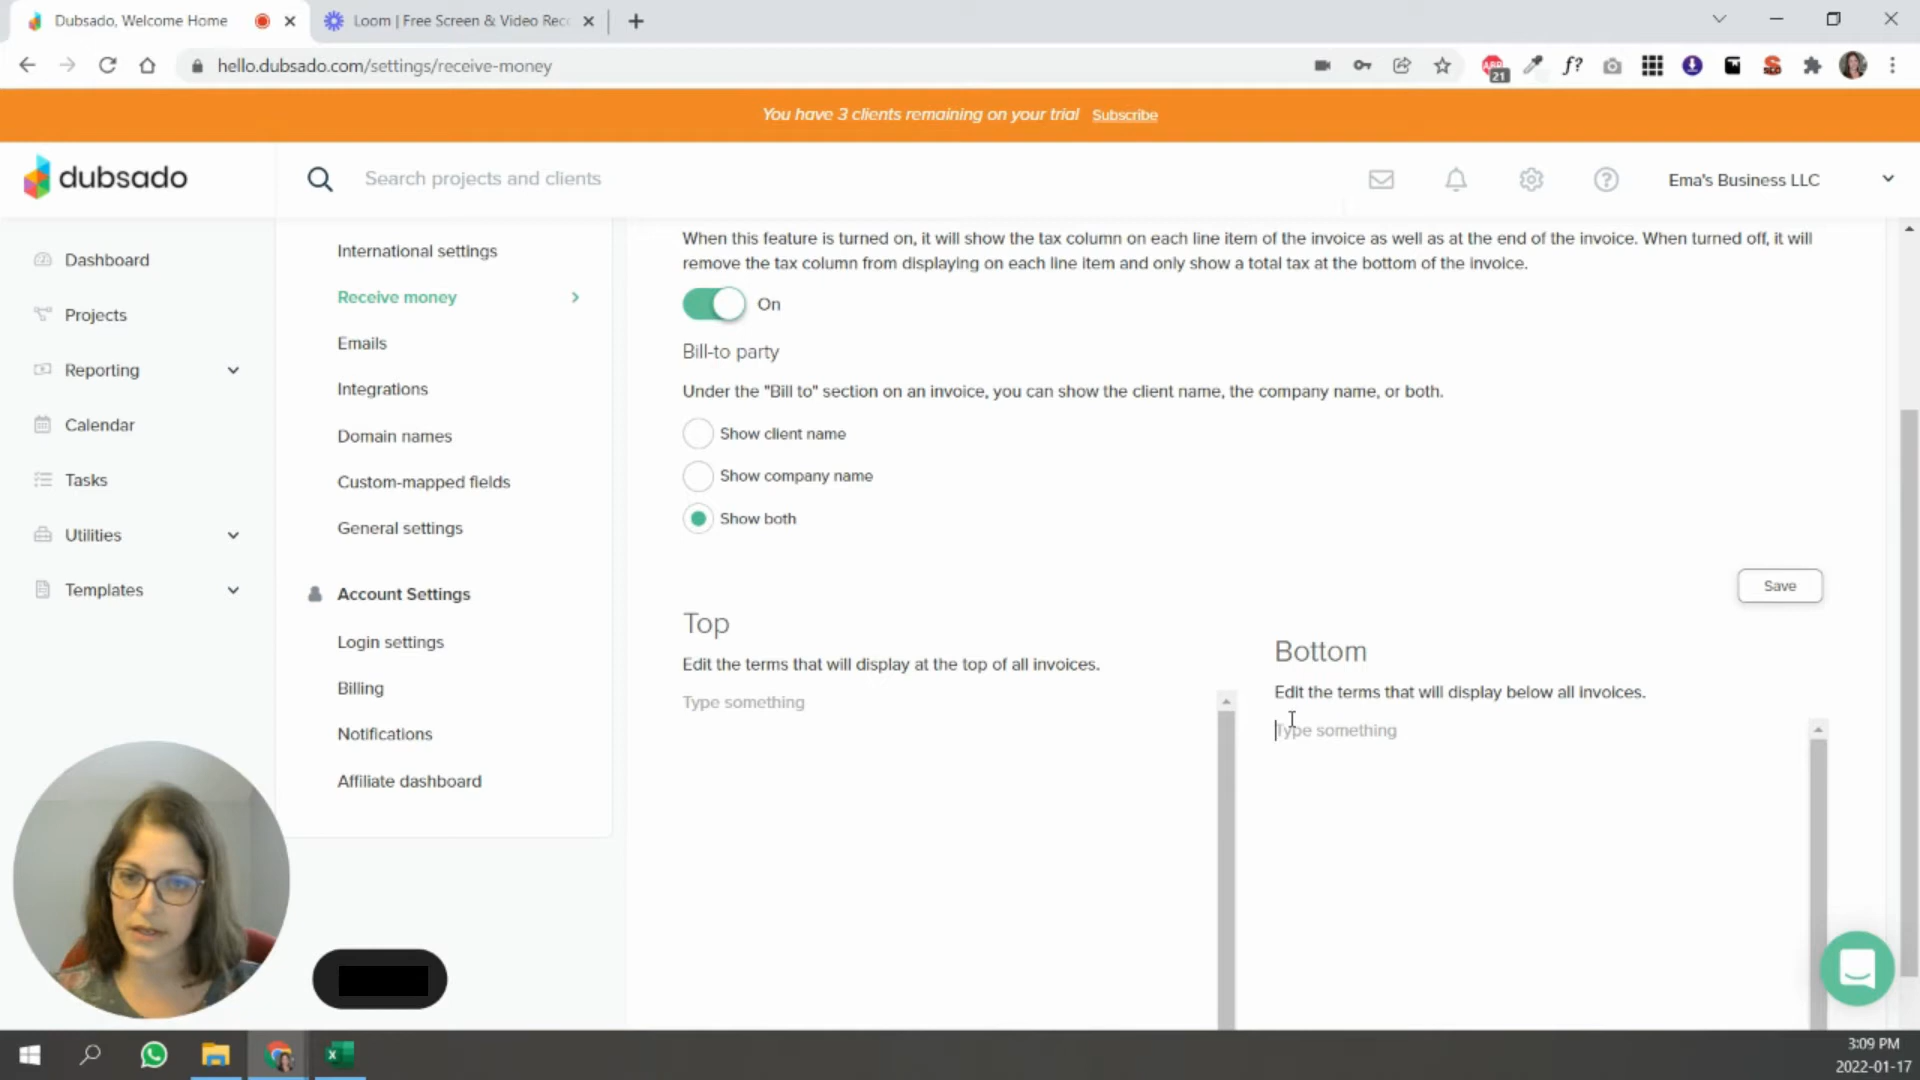 Dubsado, Welcome Home
Loom | Free Screen & Video Rec
hello.dubsado.com/settings/receive-money
ABP
21
f?
You have 3 clients remaining on your trial Subscribe
dubsado
Search projects and clients
Ema's Business LLC
Dashboard
Projects
Reporting
Calendar
Tasks
Utilities
Templates
International settings
Receive money
Emails
Integrations
Domain names
Custom-mapped fields
General settings
Account Settings
Login settings
Billing
Notifications
Affiliate dashboard
When this feature is turned on, it will show the tax column on each line item of the invoice as well as at the end of the invoice. When turned off, it will
remove the tax column from displaying on each line item and only show a total tax at the bottom of the invoice.
On
Bill-to party
Under the "Bill to" section on an invoice, you can show the client name, the company name, or both.
Show client name
Show company name
Show both
Save
Top
Edit the terms that will display at the top of all invoices.
Type something
Bottom
Edit the terms that will display below all invoices.
Type something
3:09 PM
2022-01-17